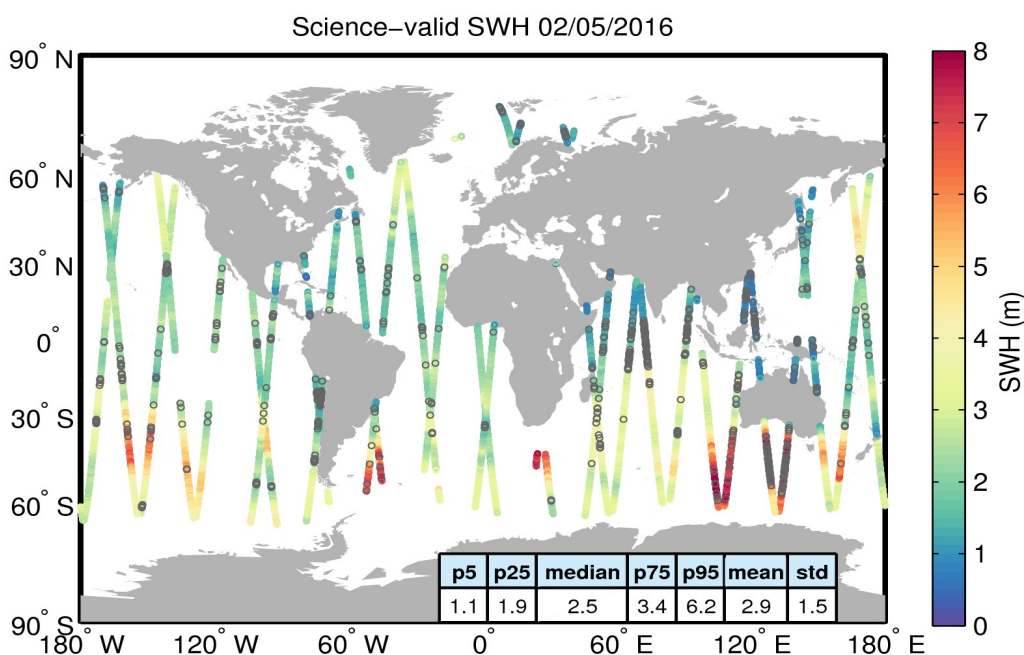 Science−valid SWH 02/05/2016
90° N
60° N
30° N
0°
30° S
60° S
90° S
180° W
120° W
60° W
0°
60° E
120° E
180° E
p5 p25 median p75 p95 mean std
1.1 1.9 2.5 3.4 6.2 2.9 1.5
8
7
6
5
4
3
2
1
0
SWH (m)